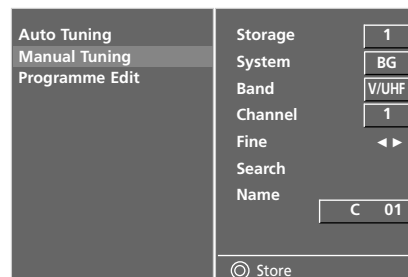 Auto Tuning
Manual Tuning
Programme Edit
Storage 1
System BG
Band V/UHF
Channel 1
Fine ◄ ►
Search
Name
C 01
Store